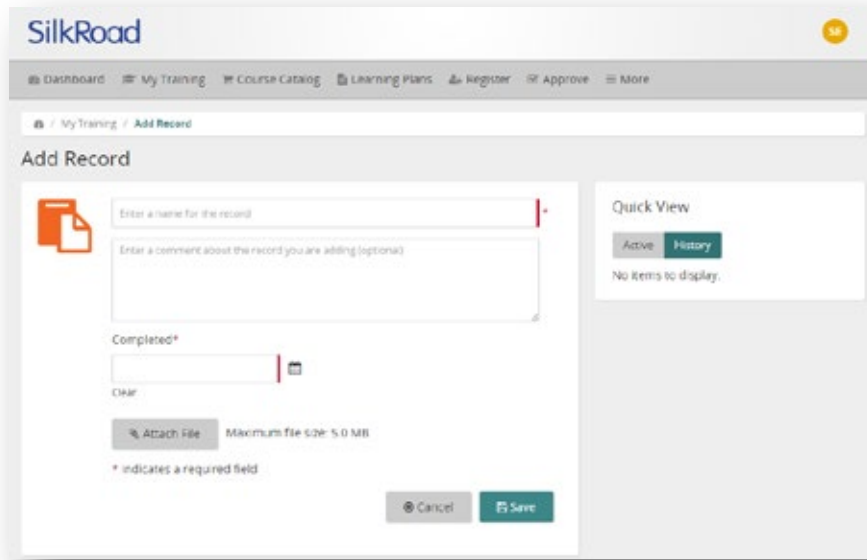 SilkRoad
SE
Dashboard My Training Course Catalog Learning Plans Register Approve More
/ My Training / Add Record
Add Record
Enter a name for the record
*
Enter a comment about the record you are adding (optional)
Completed*
Clear
Attach File Maximum file size: 5.0 MB
* indicates a required field
Cancel Save
Quick View
Active History
No items to display.